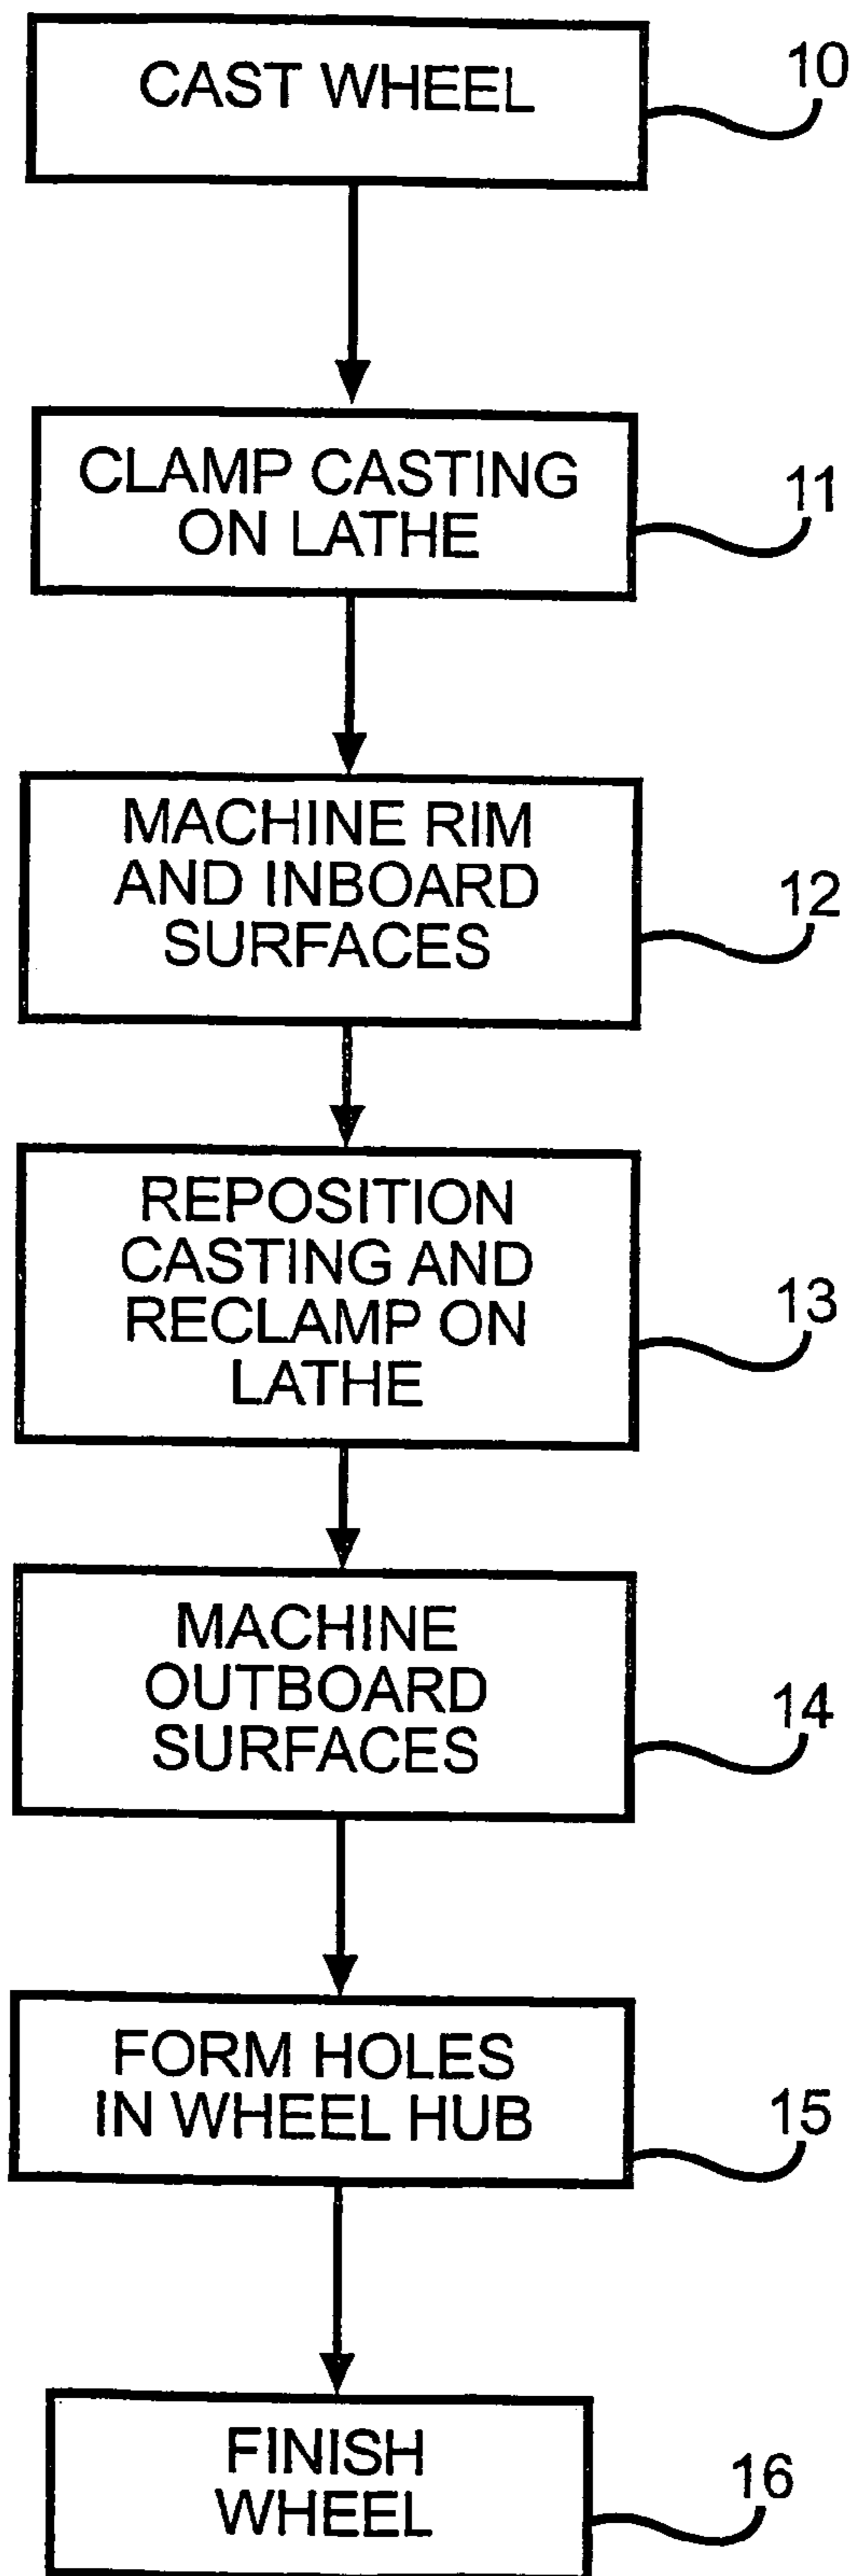 CAST WHEEL
10
CLAMP CASTING
ON LATHE
11
MACHINE RIM
AND INBOARD
SURFACES
12
REPOSITION
CASTING AND
RECLAMP ON
LATHE
13
MACHINE
OUTBOARD
SURFACES
14
FORM HOLES
IN WHEEL HUB
15
FINISH
WHEEL
16